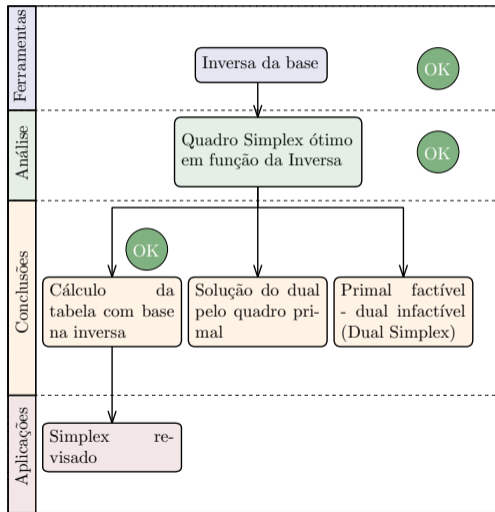 Ferramentas
Inversa da base
OK
Análise
Quadro Simplex ótimo
em função da Inversa
OK
Conclusões
OK
Cálculo da
tabela com base
na inversa
Solução do dual
pelo quadro pri-
mal
Primal factível
- dual infactível
(Dual Simplex)
Aplicações
Simplex re-
visado